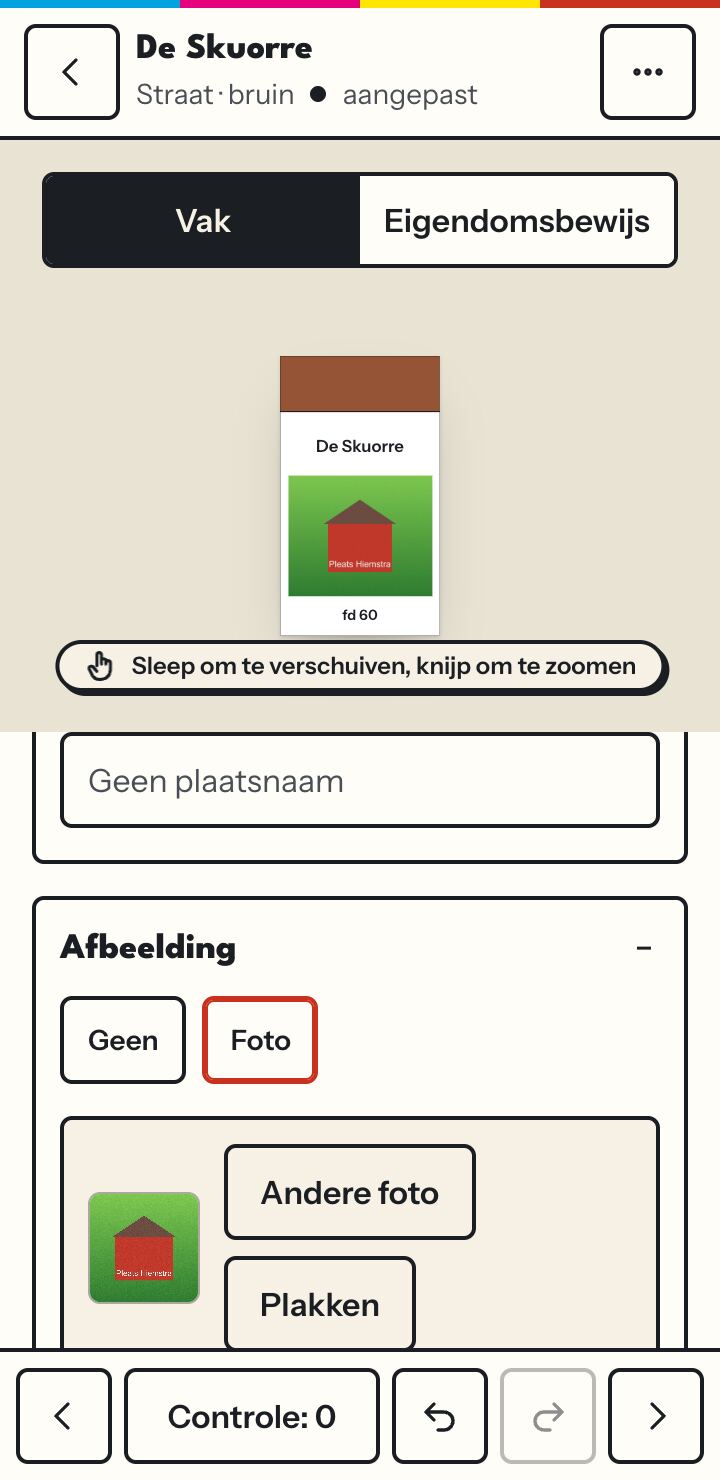 De Skuorre
Straat · bruin ● aangepast
Vak
Eigendomsbewijs
De Skuorre
Pleats Hiemstra
fd 60
Sleep om te verschuiven, knijp om te zoomen
Geen plaatsnaam
Afbeelding
Geen
Foto
Andere foto
Pleats Hiemstra
Plakken
Controle: 0